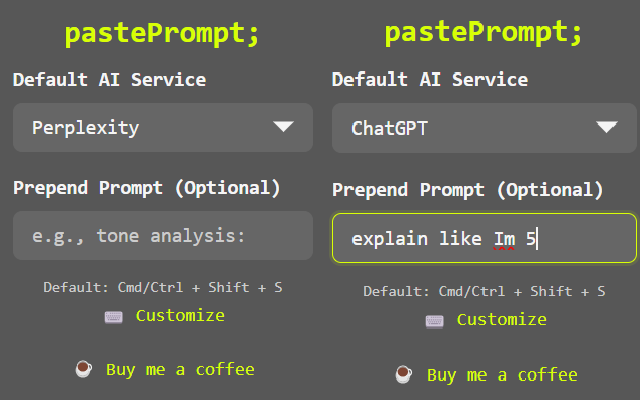 pastePrompt;
Default AI Service
Perplexity
Prepend Prompt (Optional)
e.g., tone analysis:
Default: Cmd/Ctrl + Shift + S
Customize
Buy me a coffee
pastePrompt;
Default AI Service
ChatGPT
Prepend Prompt (Optional)
explain like Im 5
Default: Cmd/Ctrl + Shift + S
Customize
Buy me a coffee